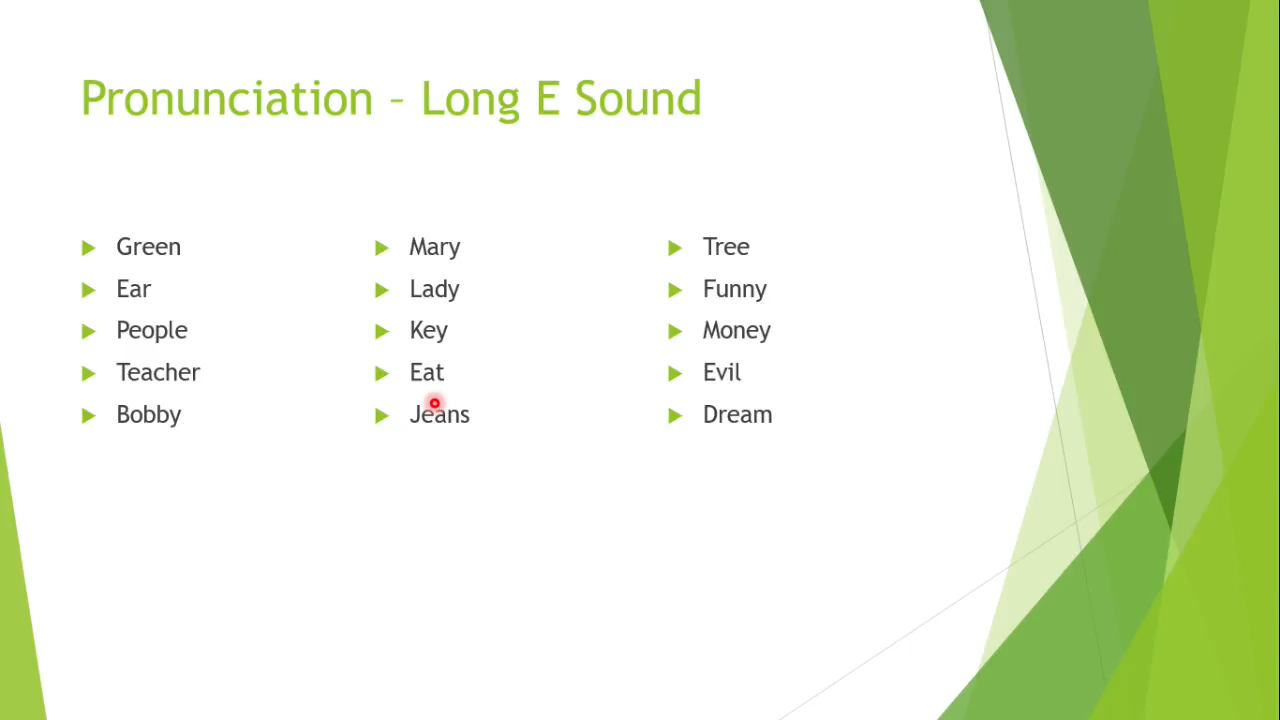 Pronunciation – Long E Sound
Green
Ear
People
Teacher
Bobby
Mary
Lady
Key
Eat
Jeans
Tree
Funny
Money
Evil
Dream